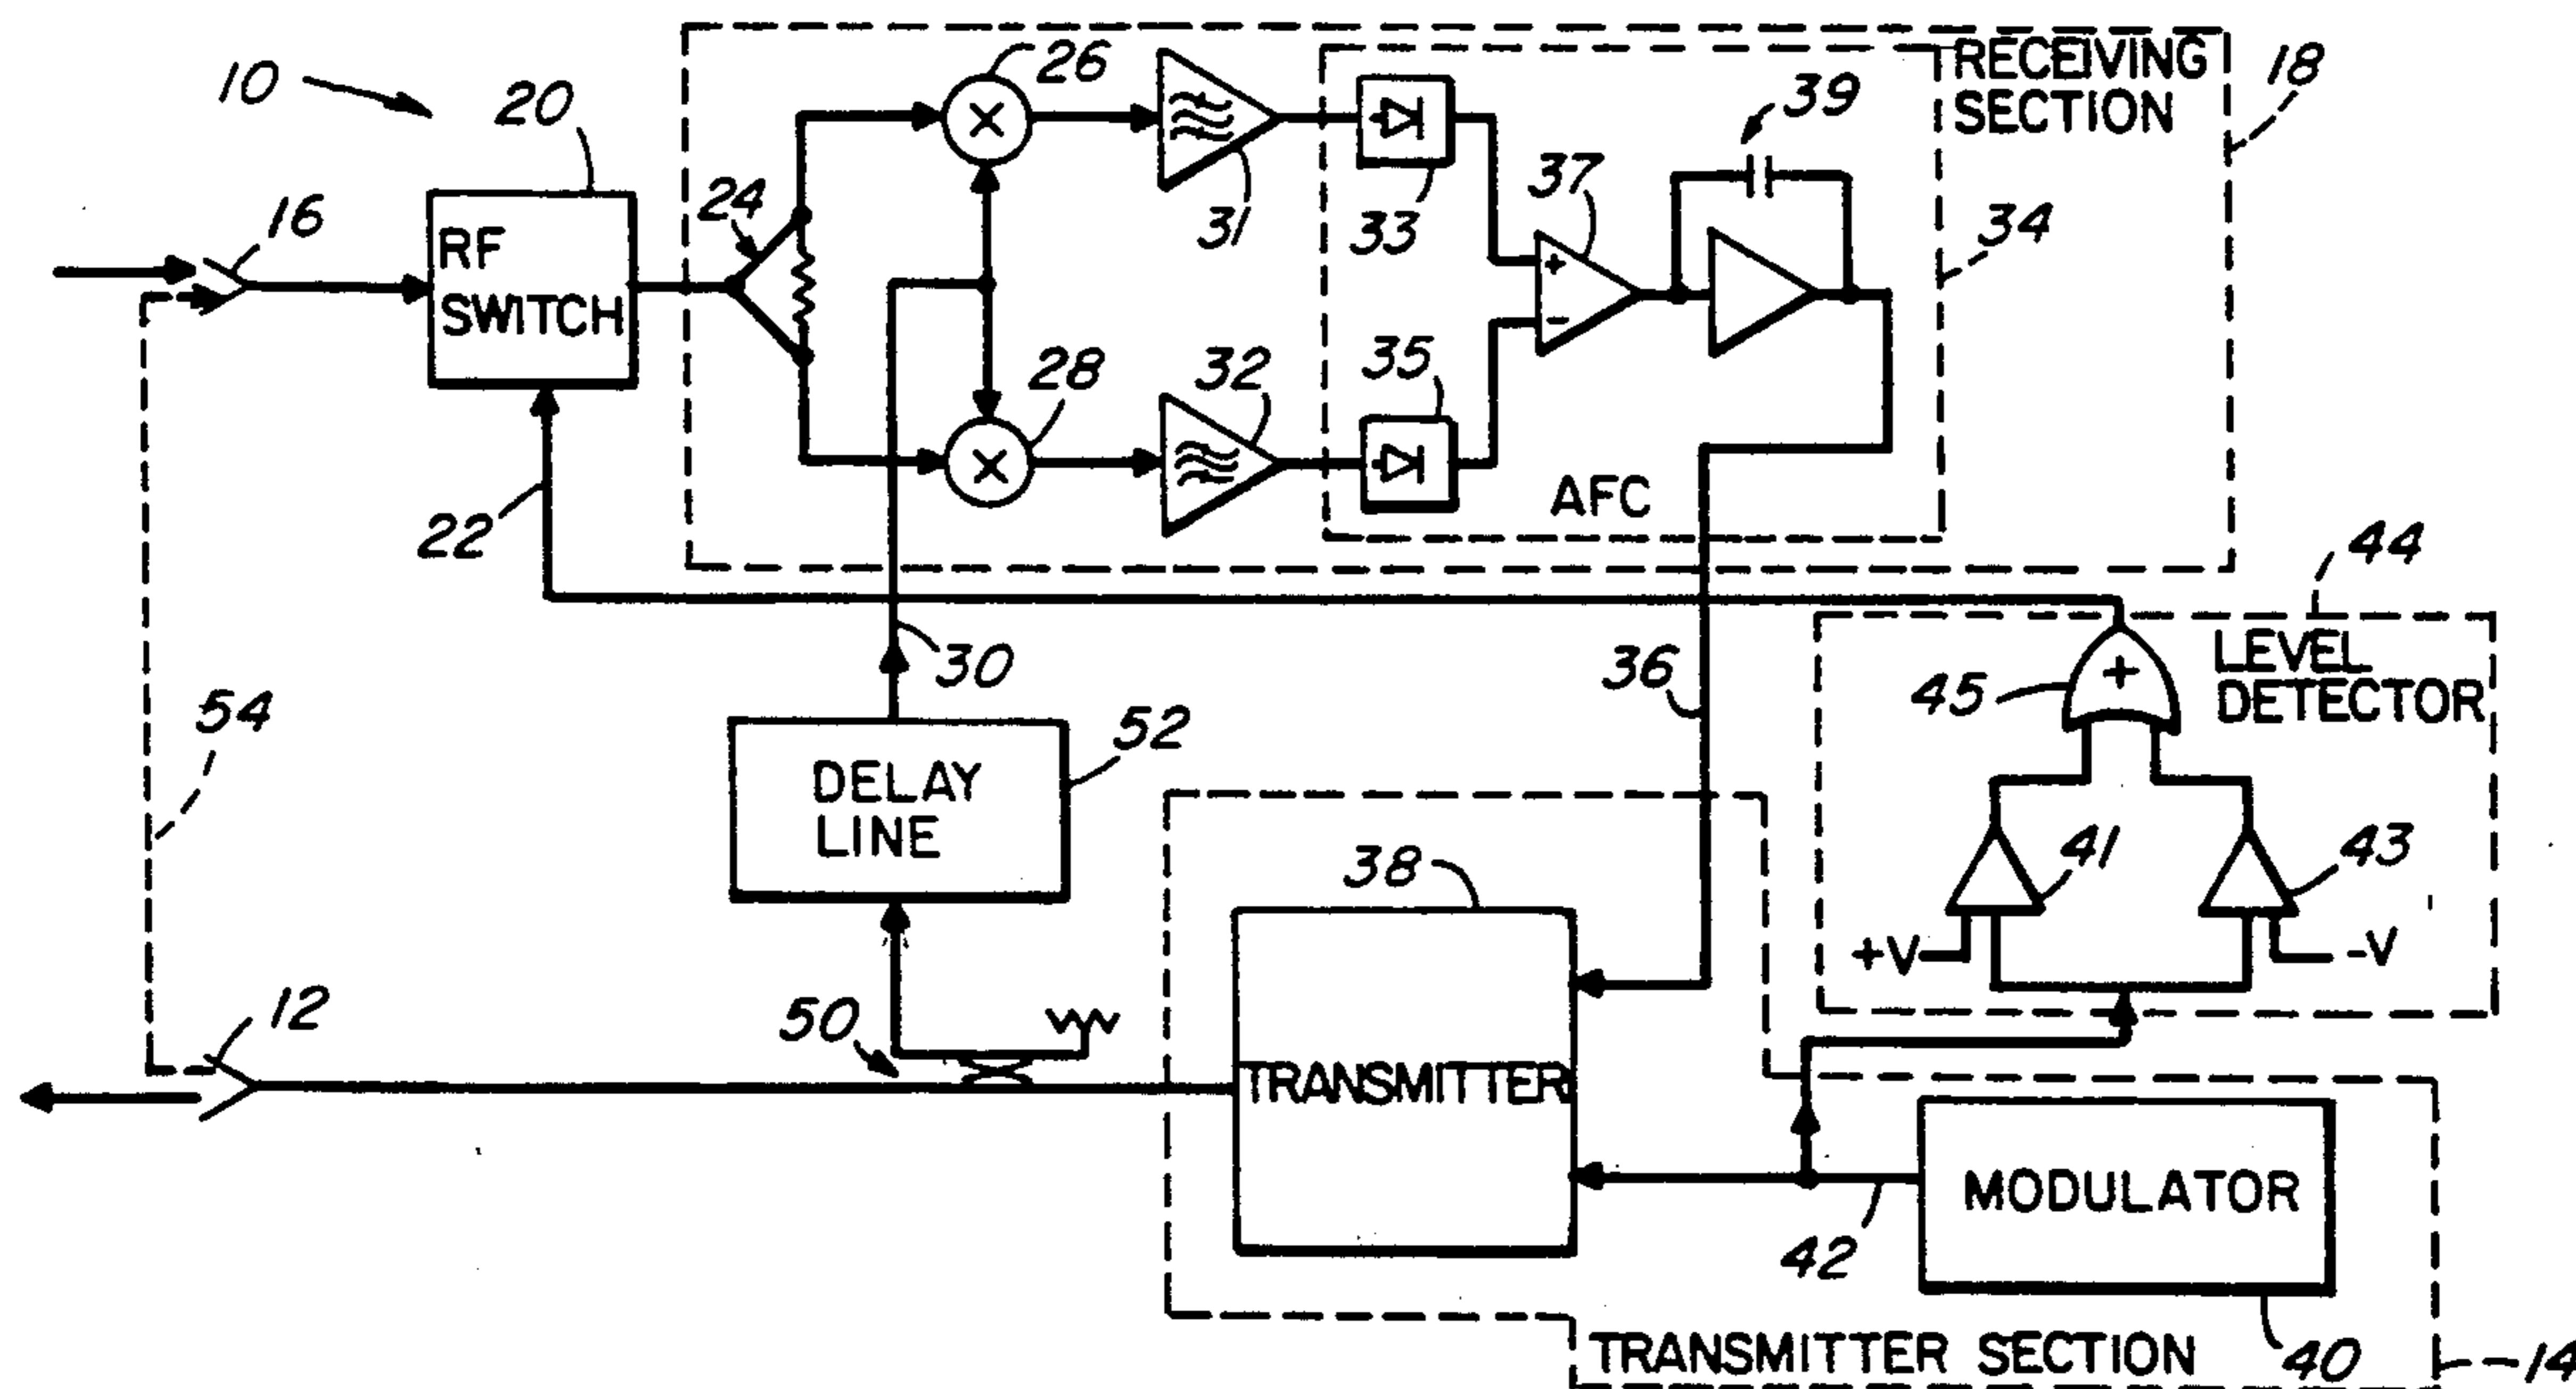 10
20
16
RF
SWITCH
22
24
26
28
31
32
33
35
37
39
+
-
AFC
RECEIVING
SECTION
18
34
44
LEVEL
DETECTOR
45
+
41
43
+V
-V
30
36
54
DELAY
LINE
52
50
12
38
TRANSMITTER
MODULATOR
42
40
TRANSMITTER SECTION
14